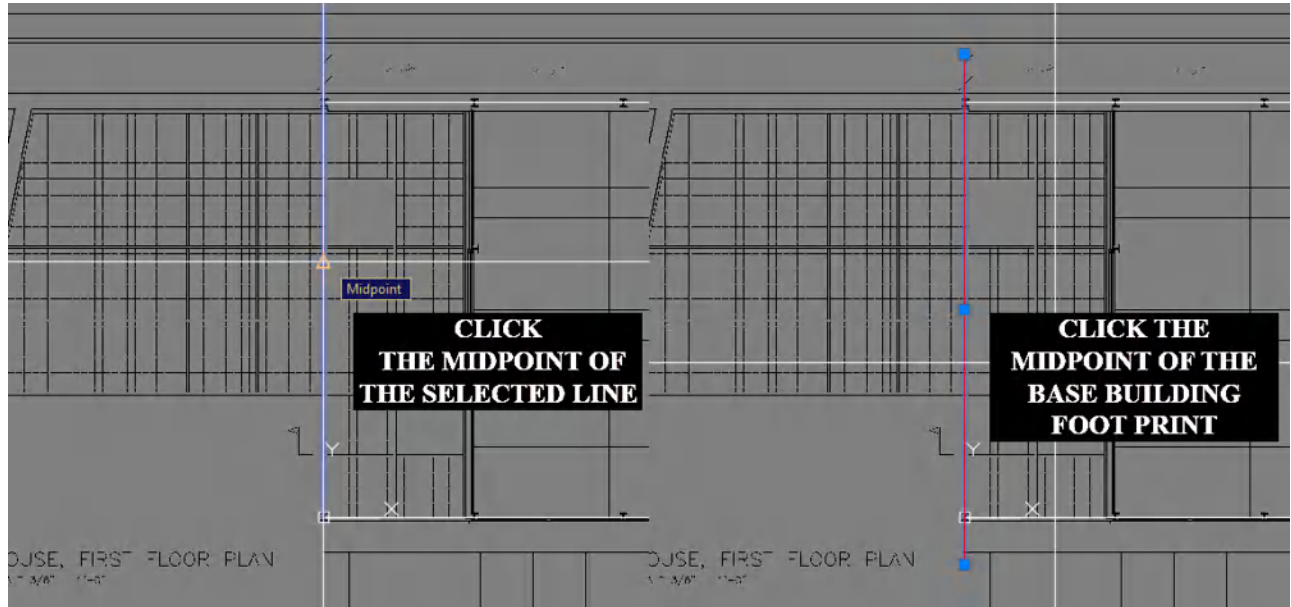 Midpoint
CLICK
THE MIDPOINT OF
THE SELECTED LINE
Y
X
OUSE, FIRST FLOOR PLAN
CLICK THE
MIDPOINT OF THE
BASE BUILDING
FOOT PRINT
Y
X
OUSE, FIRST FLOOR PLAN